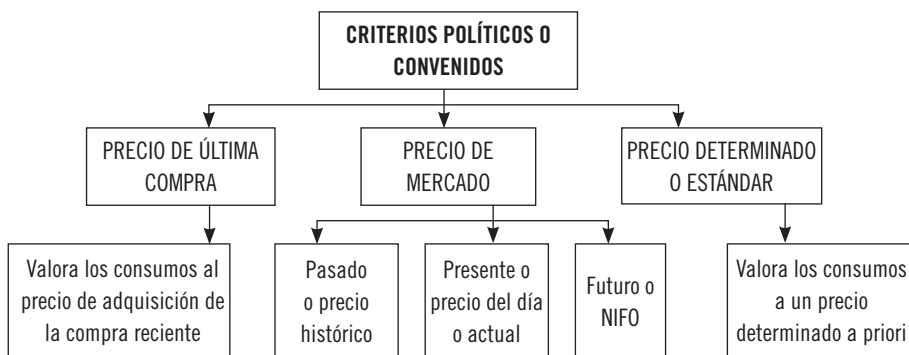 CRITERIOS POLÍTICOS O
CONVENIDOS
PRECIO DE ÚLTIMA
COMPRA
PRECIO DE
MERCADO
PRECIO DETERMINADO
O ESTÁNDAR
Valora los consumos al
precio de adquisición de
la compra reciente
Pasado
o precio
histórico
Presente o
precio del día
o actual
Futuro o
NIFO
Valora los consumos
a un precio
determinado a priori